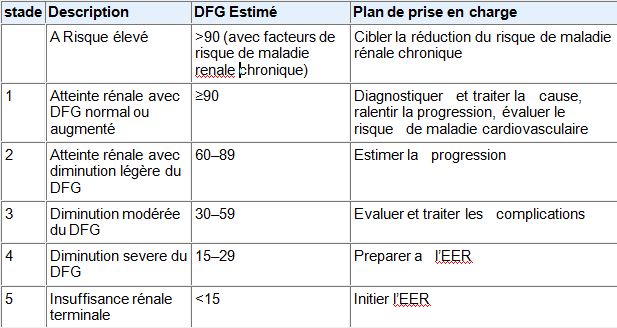 stade Description DFG Estimé Plan de prise en charge
A Risque élevé >90 (avec facteurs de Cibler la réduction du risque de maladie
risque de maladie rénale chronique
renale chronique)
1 Atteinte rénale avec ≥90 Diagnostiquer et traiter la cause,
DFG normal ou ralentir la progression, évaluer le
augmenté risque de maladie cardiovasculaire
2 Atteinte rénale avec 60–89 Estimer la progression
diminution légère du
DFG
3 Diminution modérée 30–59 Evaluer et traiter les complications
du DFG
4 Diminution severe du 15–29 Preparer a l’EER
DFG
5 Insuffisance rénale <15 Initier l’EER
terminale